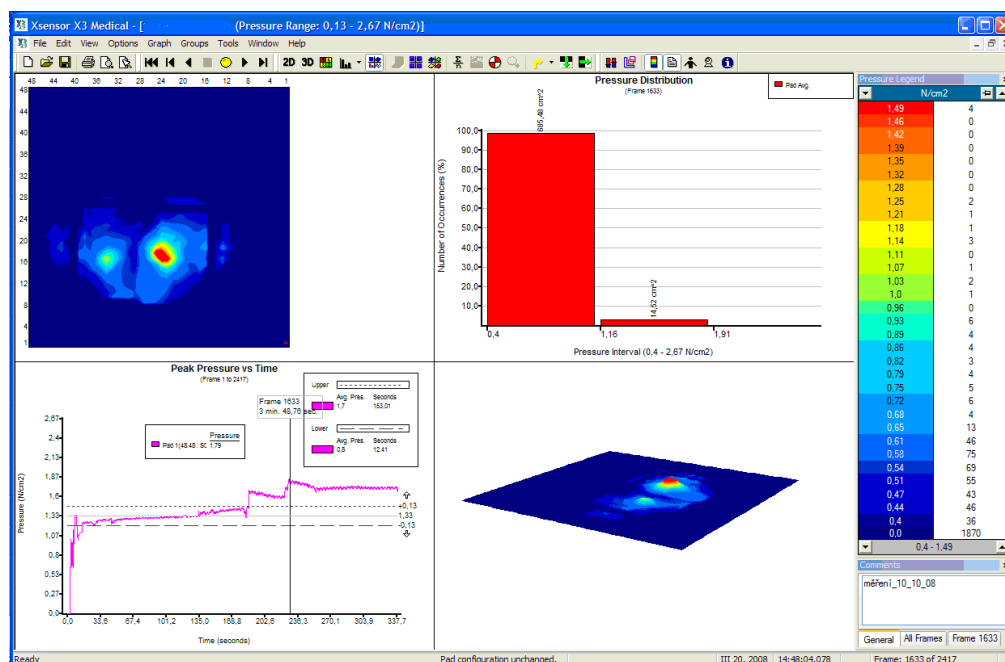 Xsensor X3 Medical - [ (Pressure Range: 0,13 - 2,67 N/cm2)]
File Edit View Options Graph Groups Tools Window Help
2D 3D
48 44 40 36 32 28 24 20 16 12 8 4 1
48
44
40
36
32
28
24
20
16
12
8
4
1
Pressure Distribution
(Frame 1633)
Pad Avg.
Number of Occurrences (%)
100,0
90,0
80,0
70,0
60,0
50,0
40,0
30,0
20,0
10,0
685,48 cm^2
14,52 cm^2
0,4 1,16 1,91
Pressure Interval (0,4 - 2,67 N/cm2)
Peak Pressure vs Time
(Frame 1 to 2417)
Upper
Avg. Pres. Seconds
1,7 153,01
Lower
Avg. Pres. Seconds
0,8 12,41
Frame 1633
3 min. 48,76 sec.
Pressure
1,79
Pressure (N/cm2)
2,67
2,4
2,13
1,87
1,6
1,33
1,07
0,8
0,53
0,27
0,0
+0,13
1,33
-0,13
0,0 33,6 67,4 101,2 135,0 168,8 202,6 236,3 270,1 303,9 337,7
Time (seconds)
Pressure Legend
N/cm2
1,49 4
1,46 0
1,42 0
1,39 0
1,35 0
1,32 0
1,28 0
1,25 2
1,21 1
1,18 1
1,14 3
1,11 0
1,07 1
1,03 2
1,0 1
0,96 0
0,93 6
0,89 4
0,86 4
0,82 3
0,79 4
0,75 5
0,72 6
0,68 4
0,65 13
0,61 46
0,58 75
0,54 69
0,51 55
0,47 43
0,44 46
0,4 36
0,0 1870
0,4 - 1,49
Comments
měření_10_10_08
General All Frames Frame 1633
Ready Pad configuration unchanged. III 20, 2008 14:48:04.078 Frame: 1633 of 2417